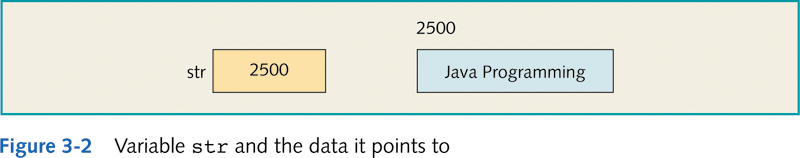 2500
str 2500 Java Programming
Figure 3-2 Variable str and the data it points to